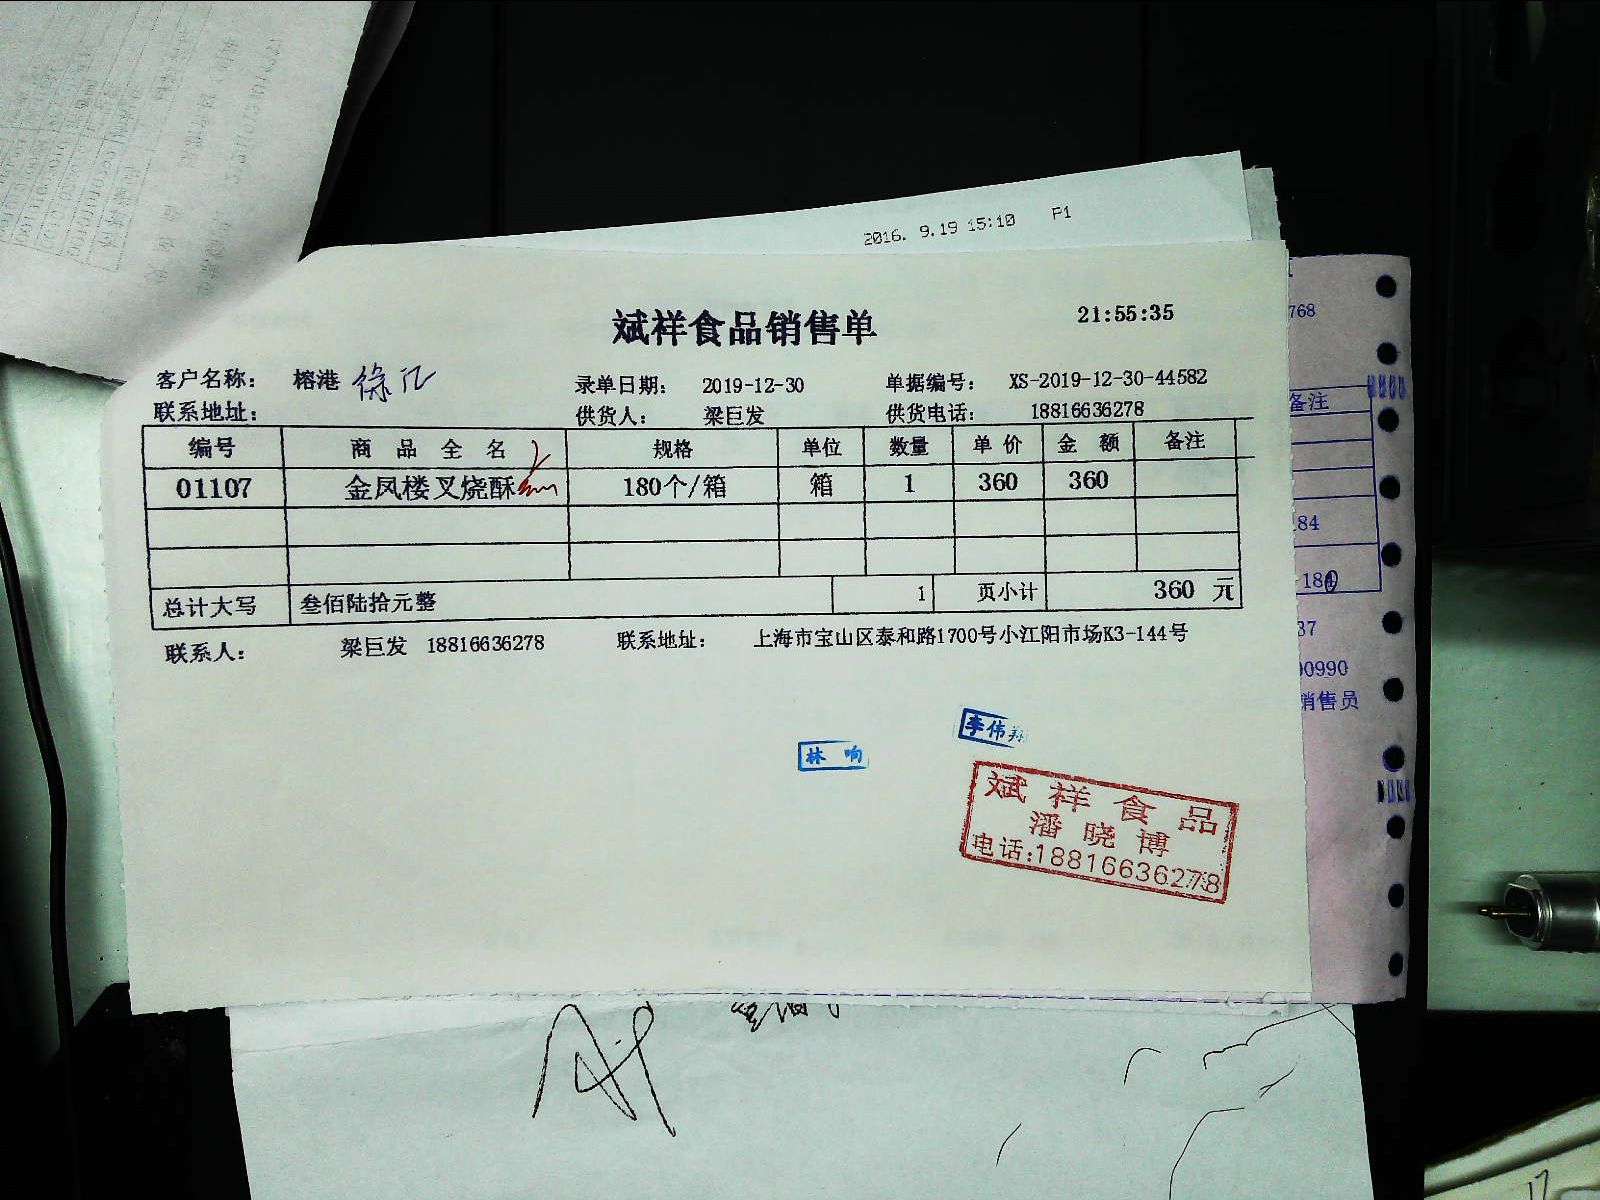 2016. 9.19 15:10 P1
斌祥食品销售单 21:55:35
客户名称： 榕港 录单日期： 2019-12-30 单据编号： XS-2019-12-30-44582
联系地址： 供货人： 梁巨发 供货电话： 18816636278
编号 商品全名 规格 单位 数量 单价 金额 备注
01107 金凤楼叉烧酥 180个/箱 箱 1 360 360
总计大写 叁佰陆拾元整 1 页小计 360 元
联系人： 梁巨发 18816636278 联系地址： 上海市宝山区泰和路1700号小江阳市场K3-144号
李伟翔
林响
斌祥食品
潘晓博
电话:18816636278
768
备注
184
37
00990
销售员
17